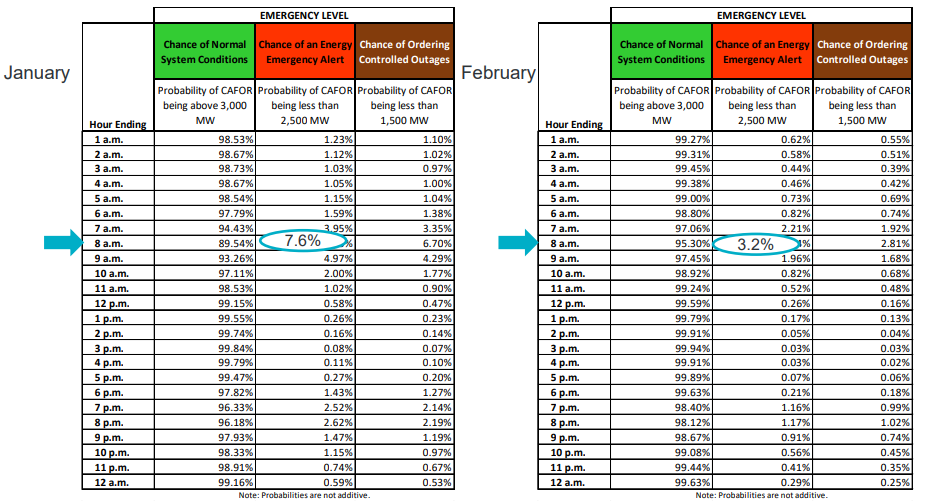 January
EMERGENCY LEVEL
Hour Ending
Chance of Normal System Conditions
Chance of an Energy Emergency Alert
Chance of Ordering Controlled Outages
Probability of CAFOR being above 3,000 MW
Probability of CAFOR being less than 2,500 MW
Probability of CAFOR being less than 1,500 MW
1 a.m. 98.53% 1.23% 1.10%
2 a.m. 98.67% 1.12% 1.02%
3 a.m. 98.73% 1.03% 0.97%
4 a.m. 98.67% 1.05% 1.00%
5 a.m. 98.54% 1.15% 1.04%
6 a.m. 97.79% 1.59% 1.38%
7 a.m. 94.43% 3.95% 3.35%
8 a.m. 89.54% 7.6% 6.70%
9 a.m. 93.26% 4.97% 4.29%
10 a.m. 97.11% 2.00% 1.77%
11 a.m. 98.53% 1.02% 0.90%
12 p.m. 99.15% 0.58% 0.47%
1 p.m. 99.55% 0.26% 0.23%
2 p.m. 99.74% 0.16% 0.14%
3 p.m. 99.84% 0.08% 0.07%
4 p.m. 99.79% 0.11% 0.10%
5 p.m. 99.47% 0.27% 0.20%
6 p.m. 97.82% 1.43% 1.27%
7 p.m. 96.33% 2.52% 2.14%
8 p.m. 96.18% 2.62% 2.19%
9 p.m. 97.93% 1.47% 1.19%
10 p.m. 98.33% 1.15% 0.97%
11 p.m. 98.91% 0.74% 0.67%
12 a.m. 99.16% 0.59% 0.53%
Note: Probabilities are not additive.
February
EMERGENCY LEVEL
Hour Ending
Chance of Normal System Conditions
Chance of an Energy Emergency Alert
Chance of Ordering Controlled Outages
Probability of CAFOR being above 3,000 MW
Probability of CAFOR being less than 2,500 MW
Probability of CAFOR being less than 1,500 MW
1 a.m. 99.27% 0.62% 0.55%
2 a.m. 99.31% 0.58% 0.51%
3 a.m. 99.45% 0.44% 0.39%
4 a.m. 99.38% 0.46% 0.42%
5 a.m. 99.00% 0.73% 0.69%
6 a.m. 98.80% 0.82% 0.74%
7 a.m. 97.06% 2.21% 1.92%
8 a.m. 95.30% 3.2% 2.81%
9 a.m. 97.45% 1.96% 1.68%
10 a.m. 98.92% 0.82% 0.68%
11 a.m. 99.24% 0.52% 0.48%
12 p.m. 99.59% 0.26% 0.16%
1 p.m. 99.79% 0.17% 0.13%
2 p.m. 99.91% 0.05% 0.04%
3 p.m. 99.94% 0.03% 0.03%
4 p.m. 99.91% 0.03% 0.02%
5 p.m. 99.89% 0.07% 0.06%
6 p.m. 99.63% 0.21% 0.18%
7 p.m. 98.40% 1.16% 0.99%
8 p.m. 98.12% 1.17% 1.02%
9 p.m. 98.67% 0.91% 0.74%
10 p.m. 99.08% 0.56% 0.45%
11 p.m. 99.44% 0.41% 0.35%
12 a.m. 99.63% 0.29% 0.25%
Note: Probabilities are not additive.